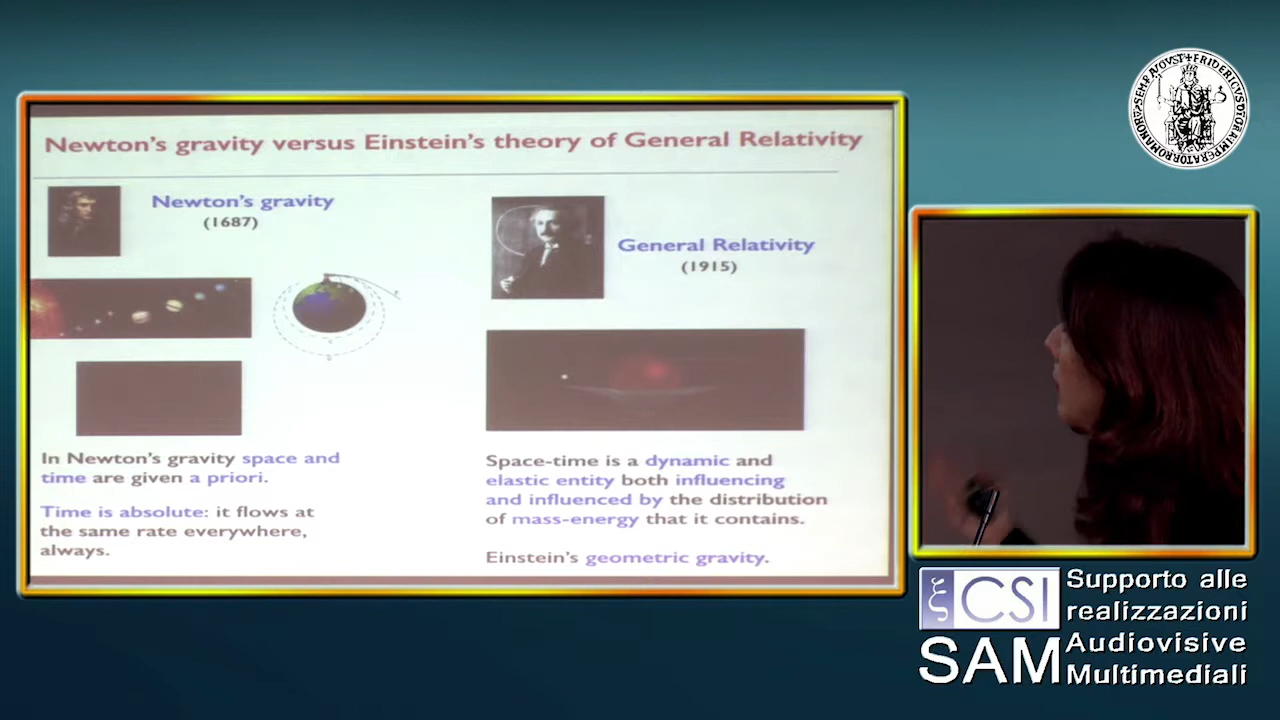 Newton's gravity versus Einstein's theory of General Relativity
Newton's gravity
(1687)
General Relativity
(1915)
In Newton's gravity space and
time are given a priori.
Time is absolute: it flows at
the same rate everywhere,
always.
Space-time is a dynamic and
elastic entity both influencing
and influenced by the distribution
of mass-energy that it contains.
Einstein's geometric gravity.
CSI
SAM
Supporto alle
realizzazioni
Audiovisive
Multimediali